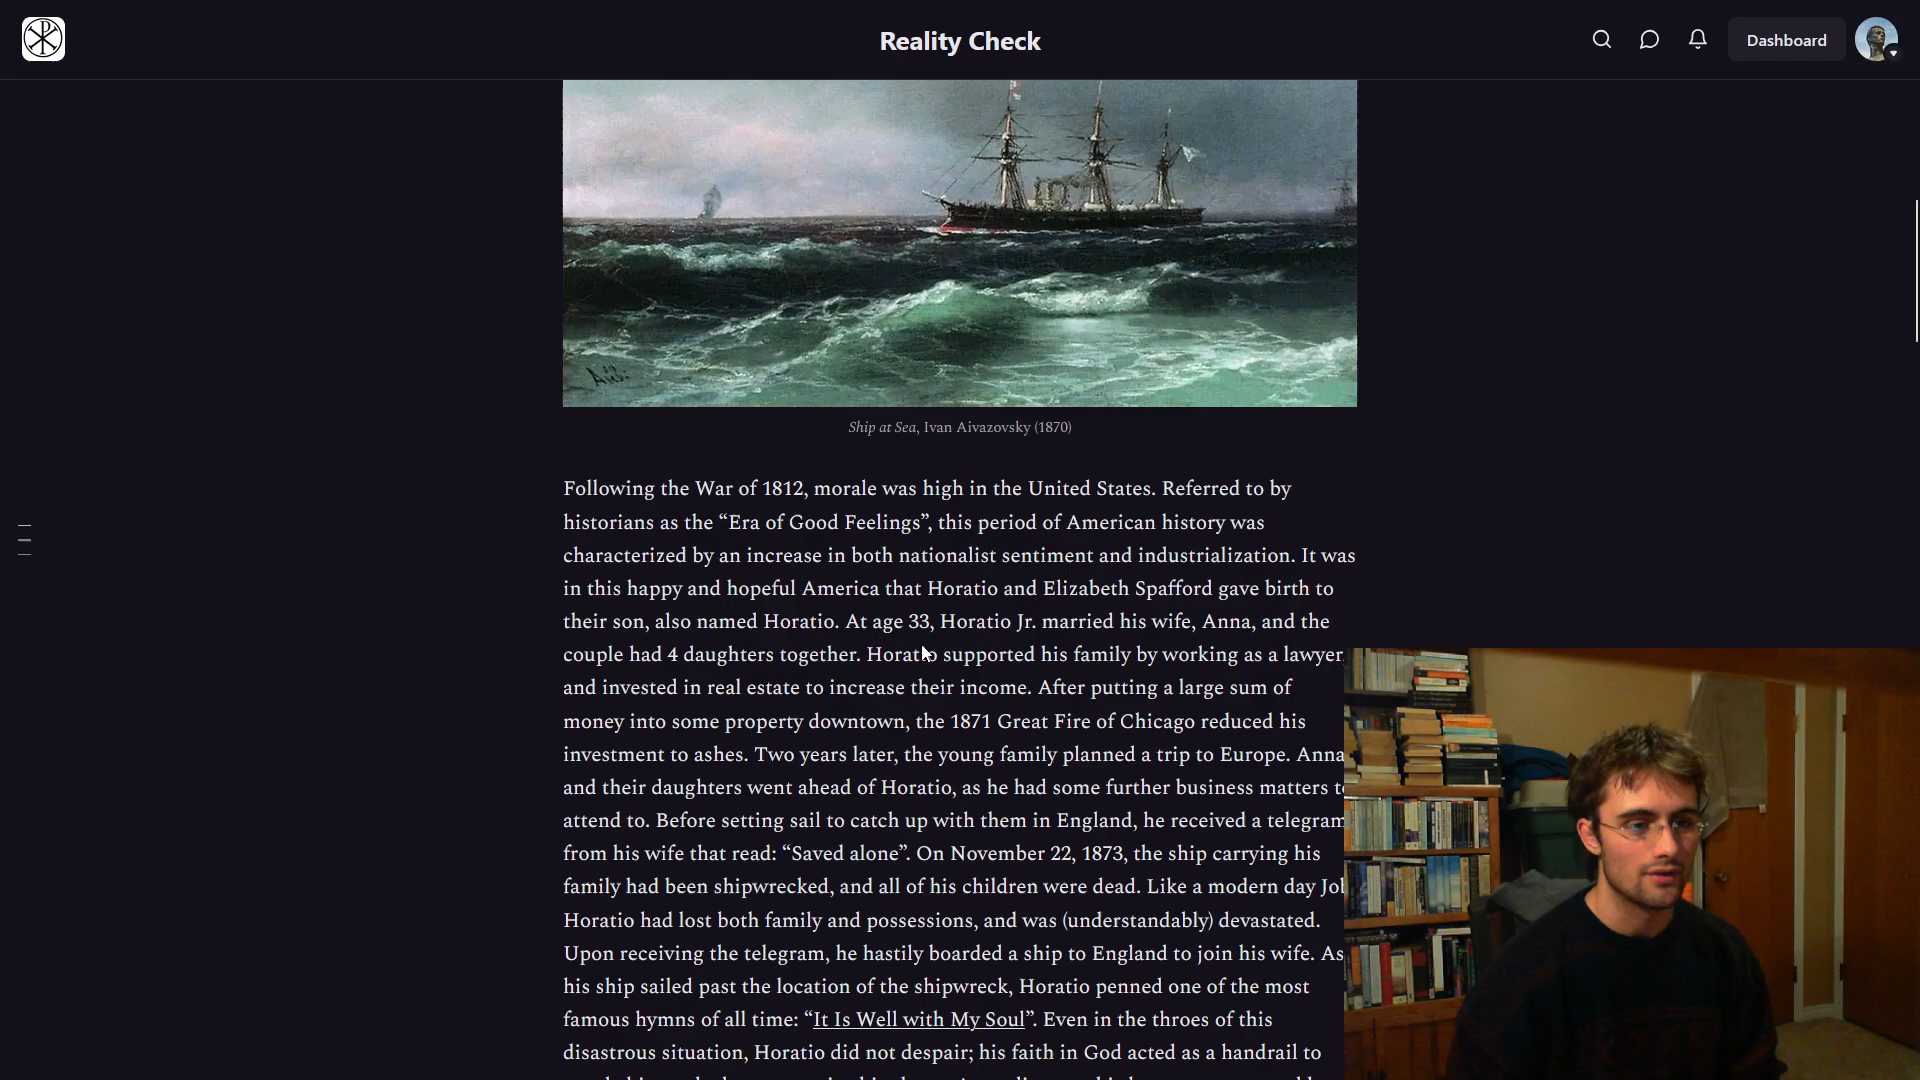 Reality Check
Dashboard
Ship at Sea, Ivan Aivazovsky (1870)
Following the War of 1812, morale was high in the United States. Referred to by
historians as the “Era of Good Feelings”, this period of American history was
characterized by an increase in both nationalist sentiment and industrialization. It was
in this happy and hopeful America that Horatio and Elizabeth Spafford gave birth to
their son, also named Horatio. At age 33, Horatio Jr. married his wife, Anna, and the
couple had 4 daughters together. Horatio supported his family by working as a lawyer
and invested in real estate to increase their income. After putting a large sum of
money into some property downtown, the 1871 Great Fire of Chicago reduced his
investment to ashes. Two years later, the young family planned a trip to Europe. Anna
and their daughters went ahead of Horatio, as he had some further business matters
attend to. Before setting sail to catch up with them in England, he received a telegram
from his wife that read: “Saved alone”. On November 22, 1873, the ship carrying his
family had been shipwrecked, and all of his children were dead. Like a modern day
Horatio had lost both family and possessions, and was (understandably) devastated.
Upon receiving the telegram, he hastily boarded a ship to England to join his wife. As
his ship sailed past the location of the shipwreck, Horatio penned one of the most
famous hymns of all time: “It Is Well with My Soul”. Even in the throes of this
disastrous situation, Horatio did not despair; his faith in God acted as a handrail to